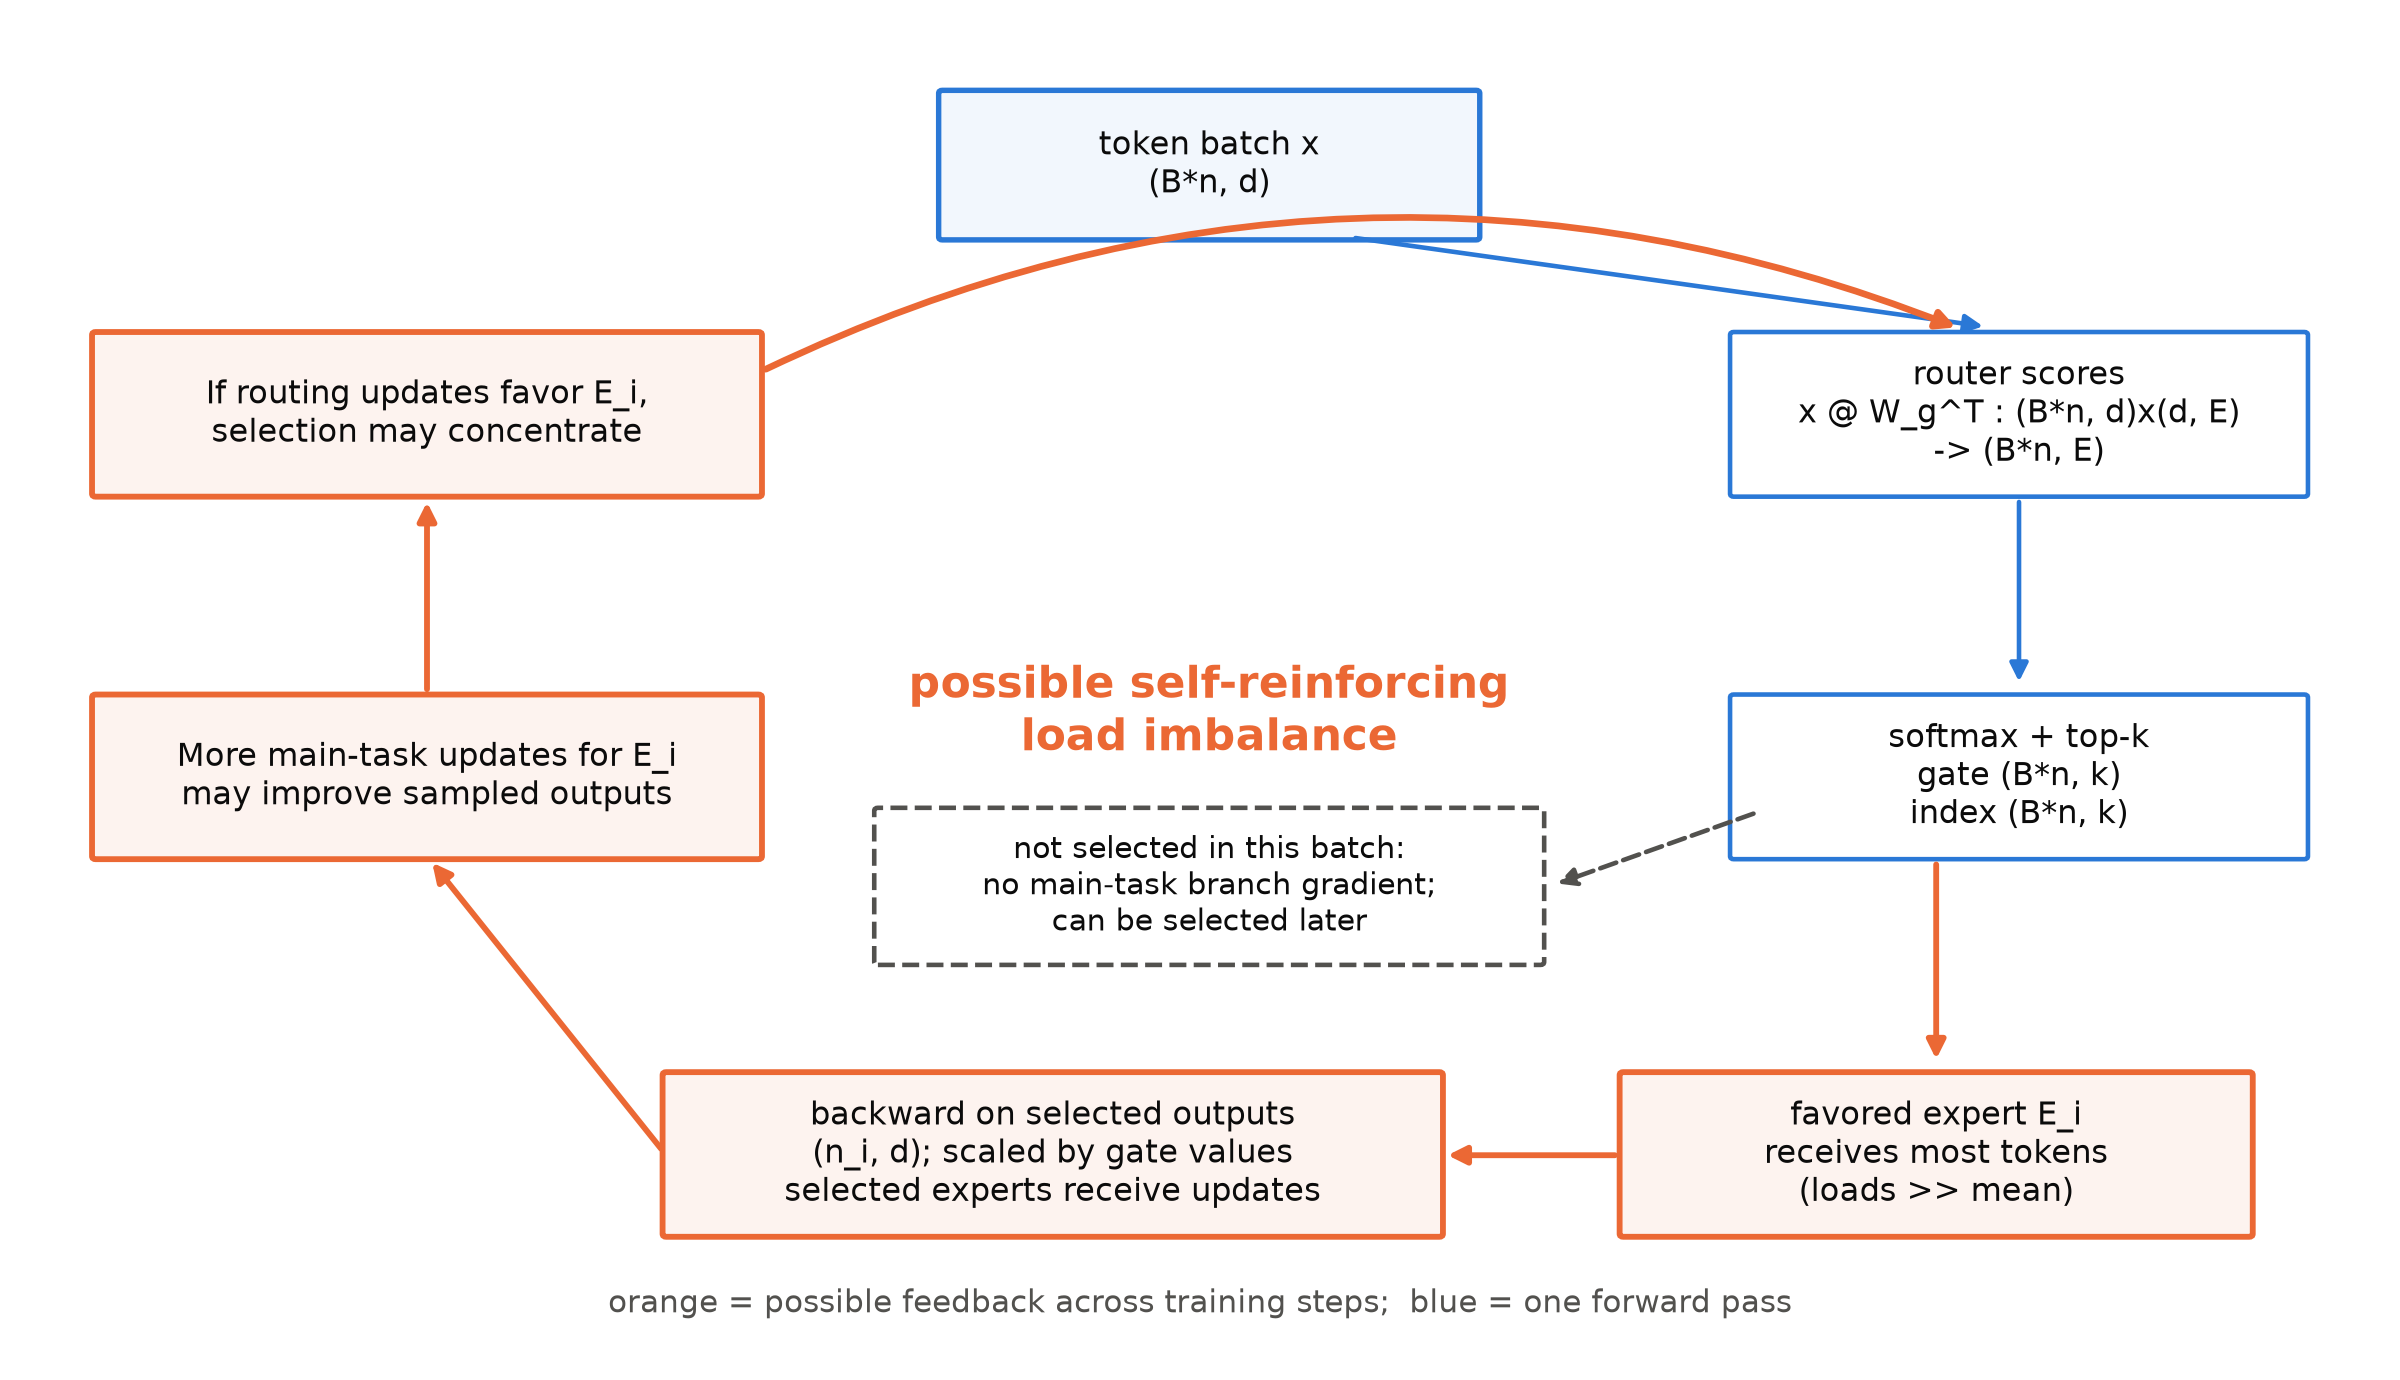 token batch x
(B*n, d)
If routing updates favor E_i,
selection may concentrate
router scores
x @ W_g^T : (B*n, d)x(d, E)
-> (B*n, E)
possible self-reinforcing
load imbalance
More main-task updates for E_i
may improve sampled outputs
softmax + top-k
gate (B*n, k)
index (B*n, k)
not selected in this batch:
no main-task branch gradient;
can be selected later
backward on selected outputs
(n_i, d); scaled by gate values
selected experts receive updates
favored expert E_i
receives most tokens
(loads >> mean)
orange = possible feedback across training steps;  blue = one forward pass